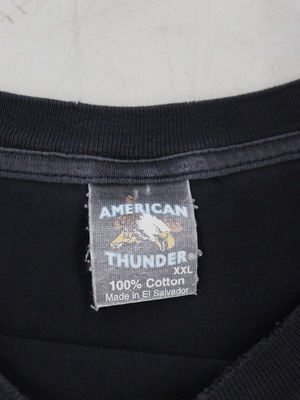 AMERICAN
THUNDER®
XXL
100% Cotton
Made in El Salvador